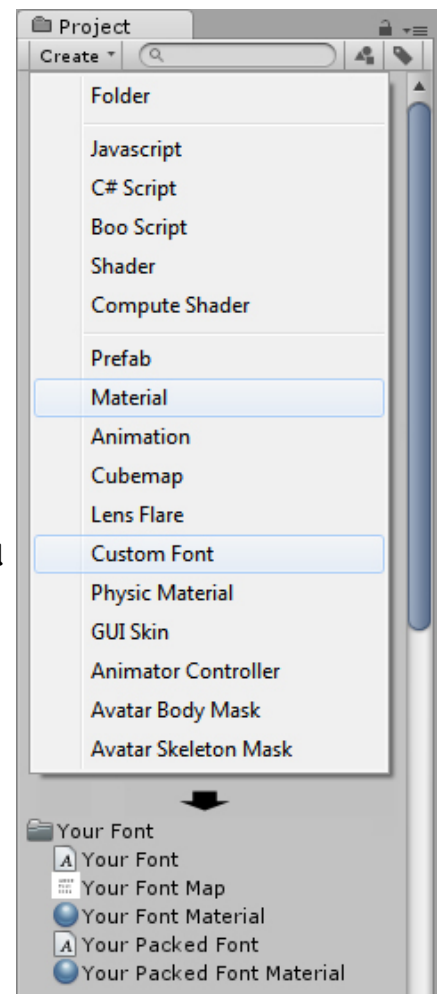 Project
Create
Folder
Javascript
C# Script
Boo Script
Shader
Compute Shader
Prefab
Material
Animation
Cubemap
Lens Flare
Custom Font
Physic Material
GUI Skin
Animator Controller
Avatar Body Mask
Avatar Skeleton Mask
Your Font
A Your Font
Your Font Map
Your Font Material
A Your Packed Font
Your Packed Font Material